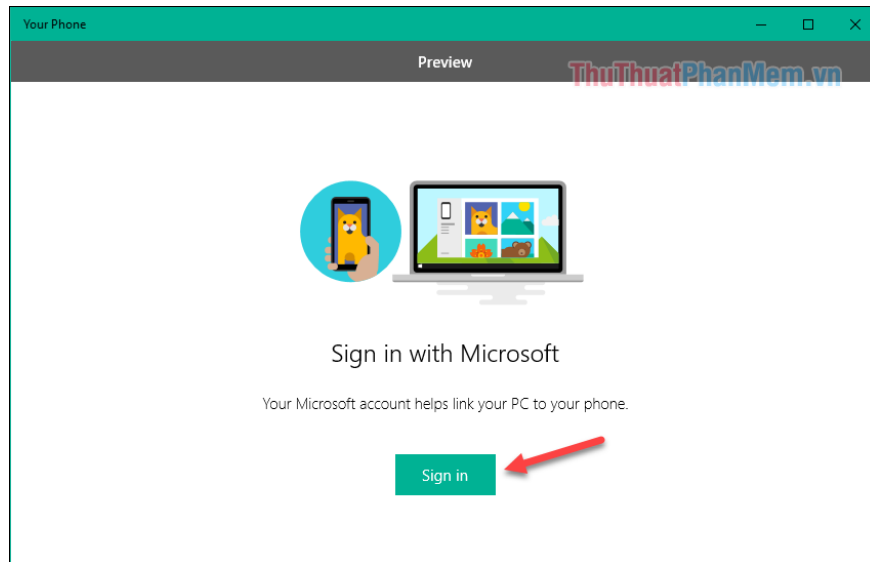 Your Phone
Preview
ThuThuatPhanMem.vn
Sign in with Microsoft
Your Microsoft account helps link your PC to your phone.
Sign in